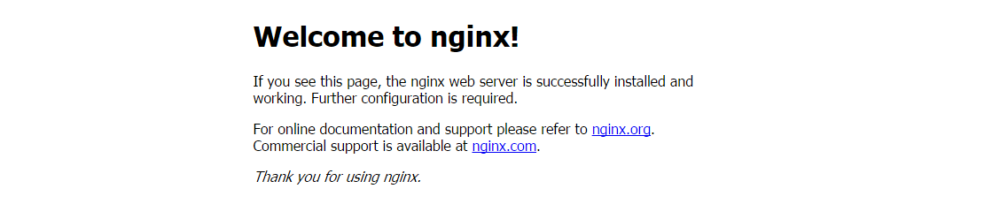 Welcome to nginx!
If you see this page, the nginx web server is successfully installed and
working. Further configuration is required.
For online documentation and support please refer to nginx.org.
Commercial support is available at nginx.com.
Thank you for using nginx.